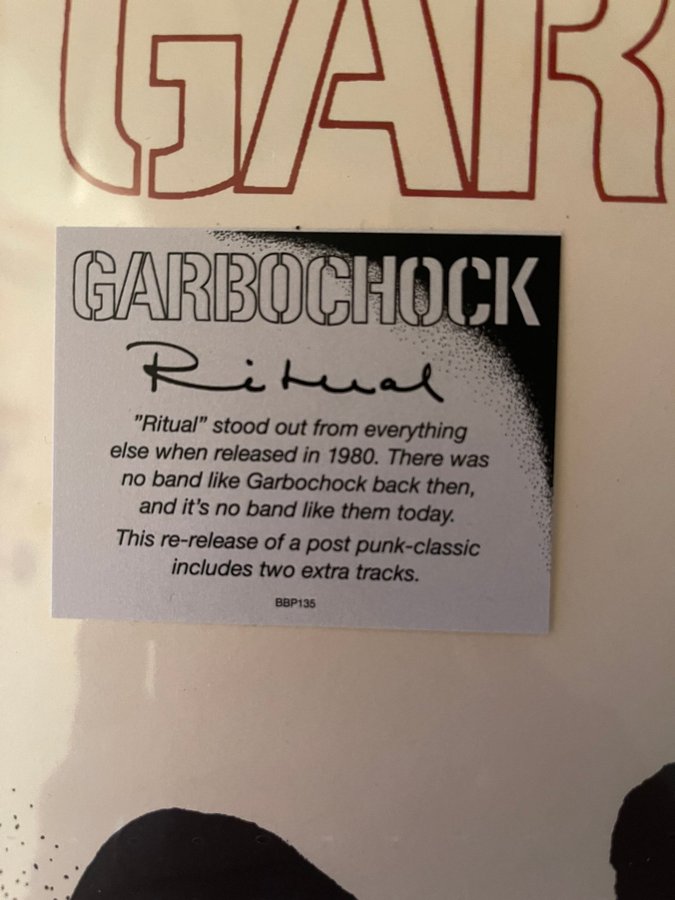 GAR
GARBOCHOCK
Ritual
"Ritual" stood out from everything
else when released in 1980. There was
no band like Garbochock back then,
and it's no band like them today.
This re-release of a post punk-classic
includes two extra tracks.
BBP135